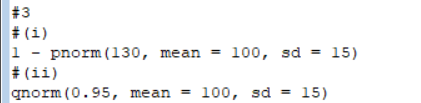 #3
#(i)
1 - pnorm(130, mean = 100, sd = 15)
#(ii)
qnorm(0.95, mean = 100, sd = 15)